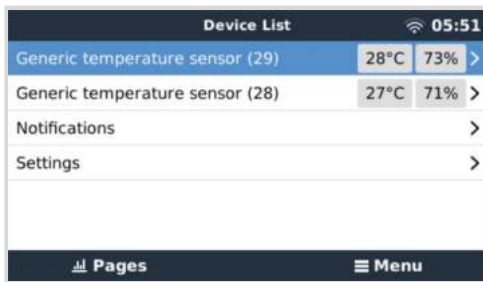 Device List 05:51
Generic temperature sensor (29) 28°C 73% >
Generic temperature sensor (28) 27°C 71% >
Notifications >
Settings >
Pages Menu